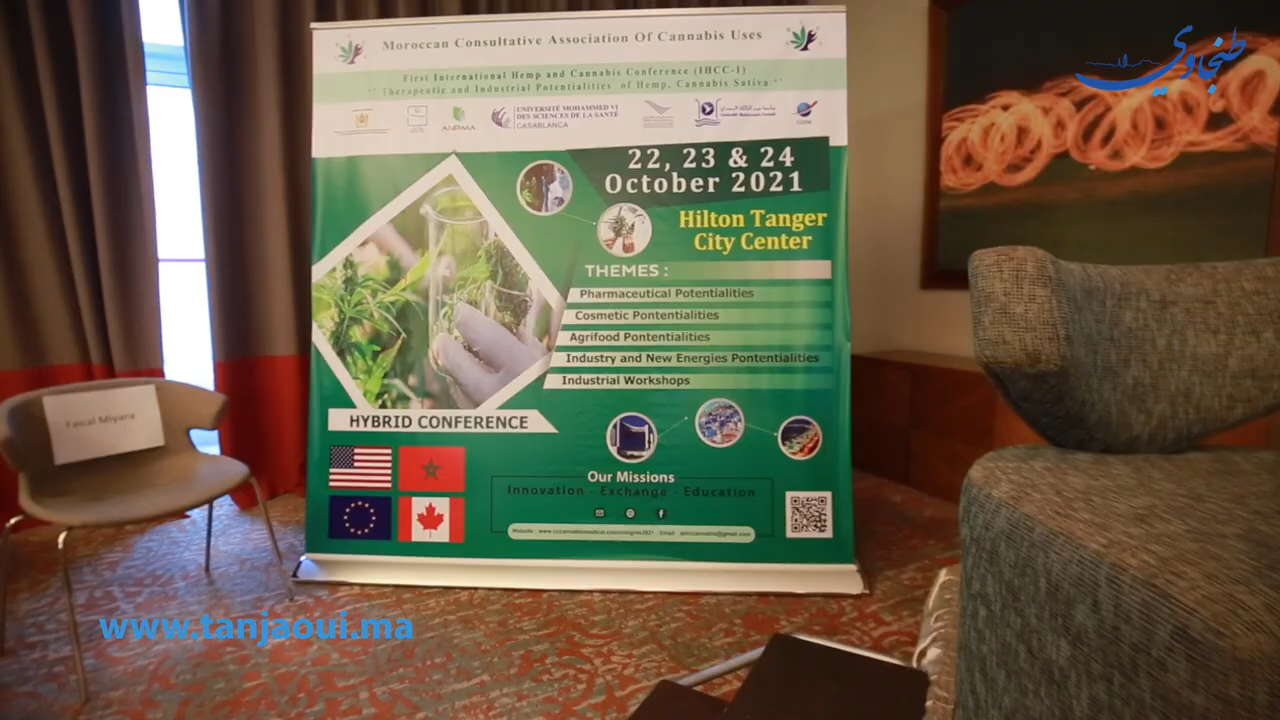 Moroccan Consultative Association Of Cannabis Uses
First International Hemp and Cannabis Conference (IHCC-1)
Therapeutic and Industrial Potentialities of Hemp, Cannabis Sativa
طنجاوي
ANPMA
UNIVERSITÉ MOHAMMED VI
DES SCIENCES DE LA SANTÉ
CASABLANCA
22, 23 & 24
October 2021
Hilton Tanger
City Center
THEMES :
Pharmaceutical Potentialities
Cosmetic Pontentialities
Agrifood Pontentialities
Industry and New Energies Pontentialities
Industrial Workshops
HYBRID CONFERENCE
Faical Miyara
Our Missions
Innovation - Exchange - Education
www.tanjaoui.ma